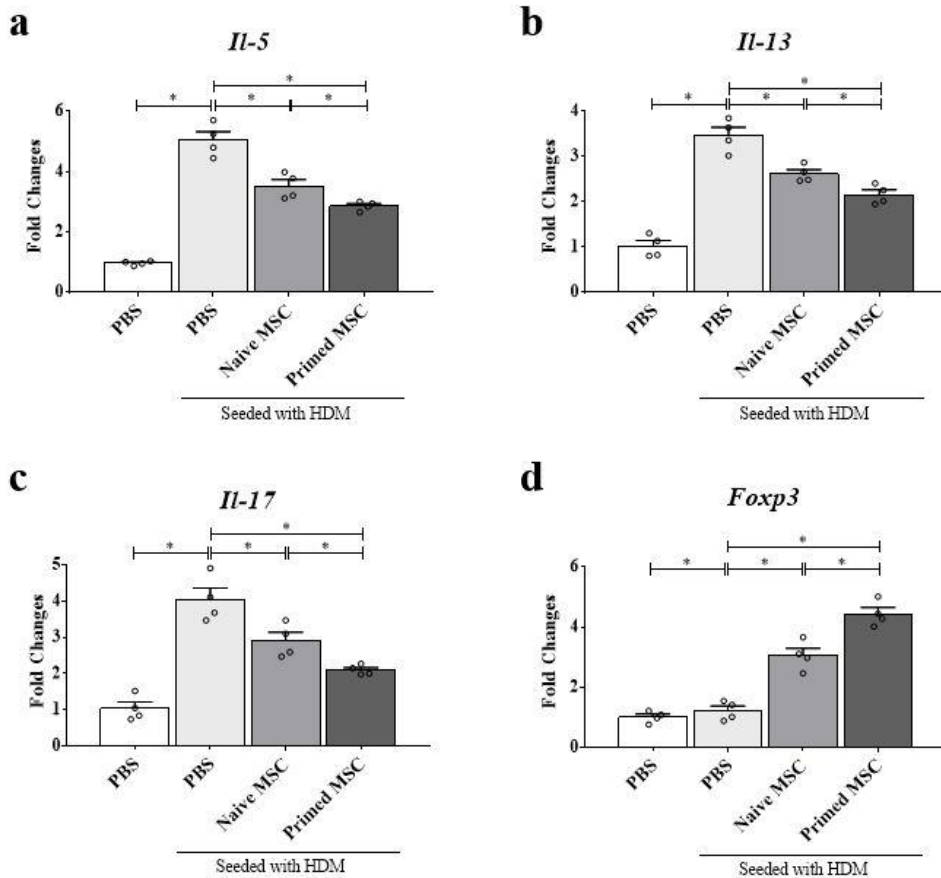 a
Il-5
*
* * *
Fold Changes
6
4
2
0
PBS
PBS
Naive MSC
Primed MSC
Seeded with HDM
b
Il-13
*
* * *
Fold Changes
4
3
2
1
0
PBS
PBS
Naive MSC
Primed MSC
Seeded with HDM
c
Il-17
*
* * *
Fold Changes
5
4
3
2
1
0
PBS
PBS
Naive MSC
Primed MSC
Seeded with HDM
d
Foxp3
*
* * *
Fold Changes
6
4
2
0
PBS
PBS
Naive MSC
Primed MSC
Seeded with HDM